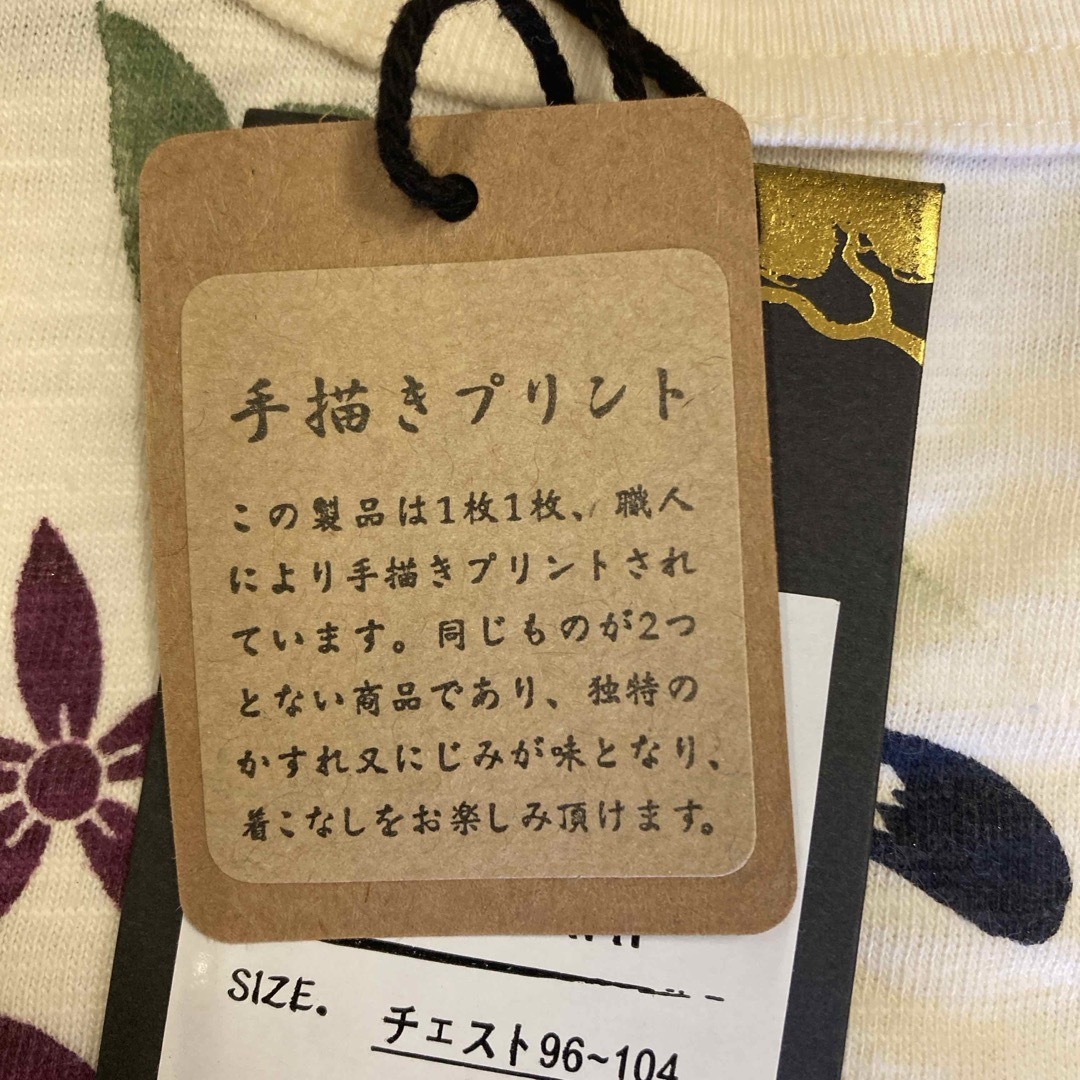 手描きプリント
この製品は1枚1枚、職人
により手描きプリントされ
ています。同じものが2つ
とない商品であり、独特の
かすれ又にじみが味となり、
着こなしをお楽しみ頂けます。
SIZE.
チェスト96~104